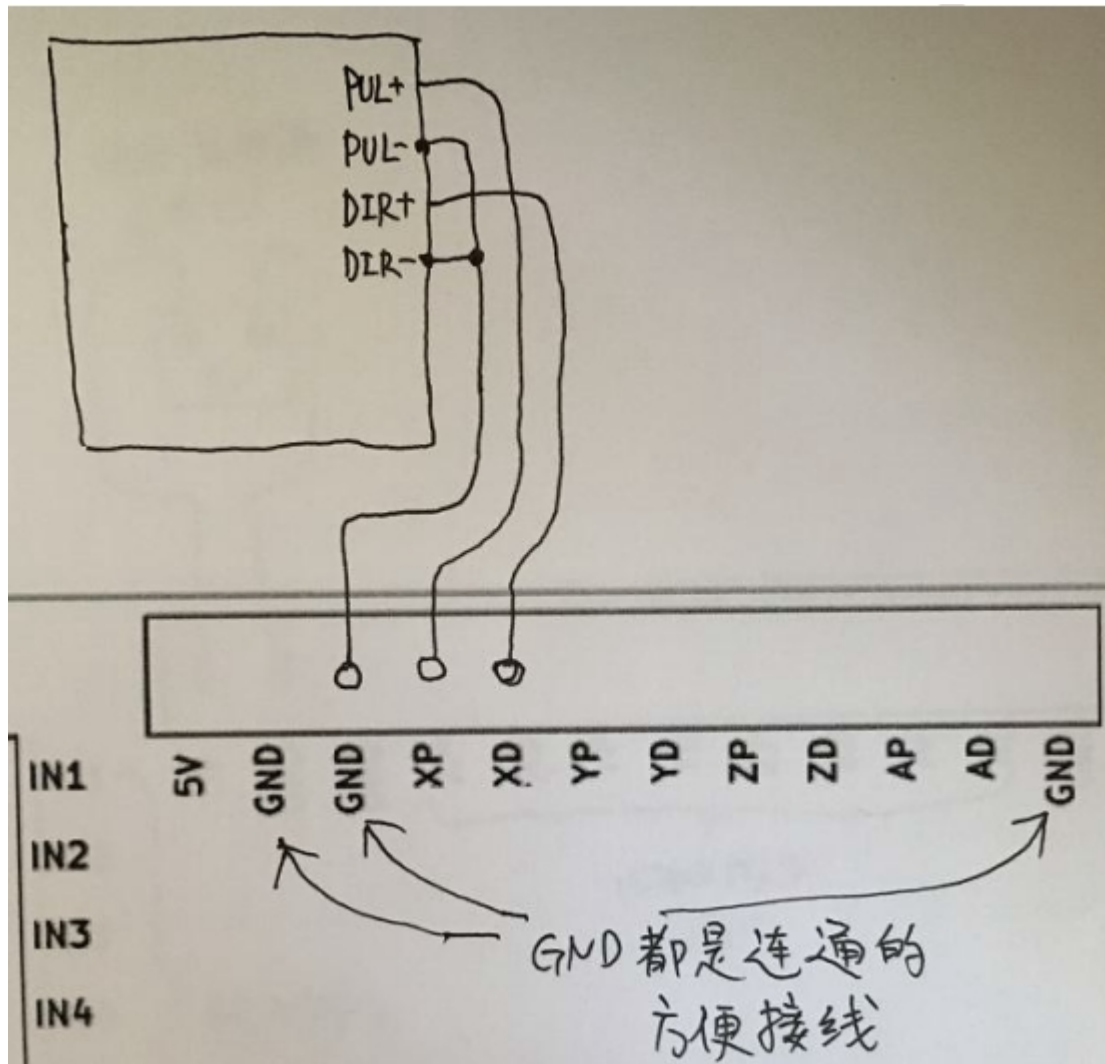 PUL+
PUL-
DIR+
DIR-
5V
GND
GND
XP
XD
YP
YD
ZP
ZD
AP
AD
GND
IN1
IN2
IN3
IN4
GND都是连通的
方便接线